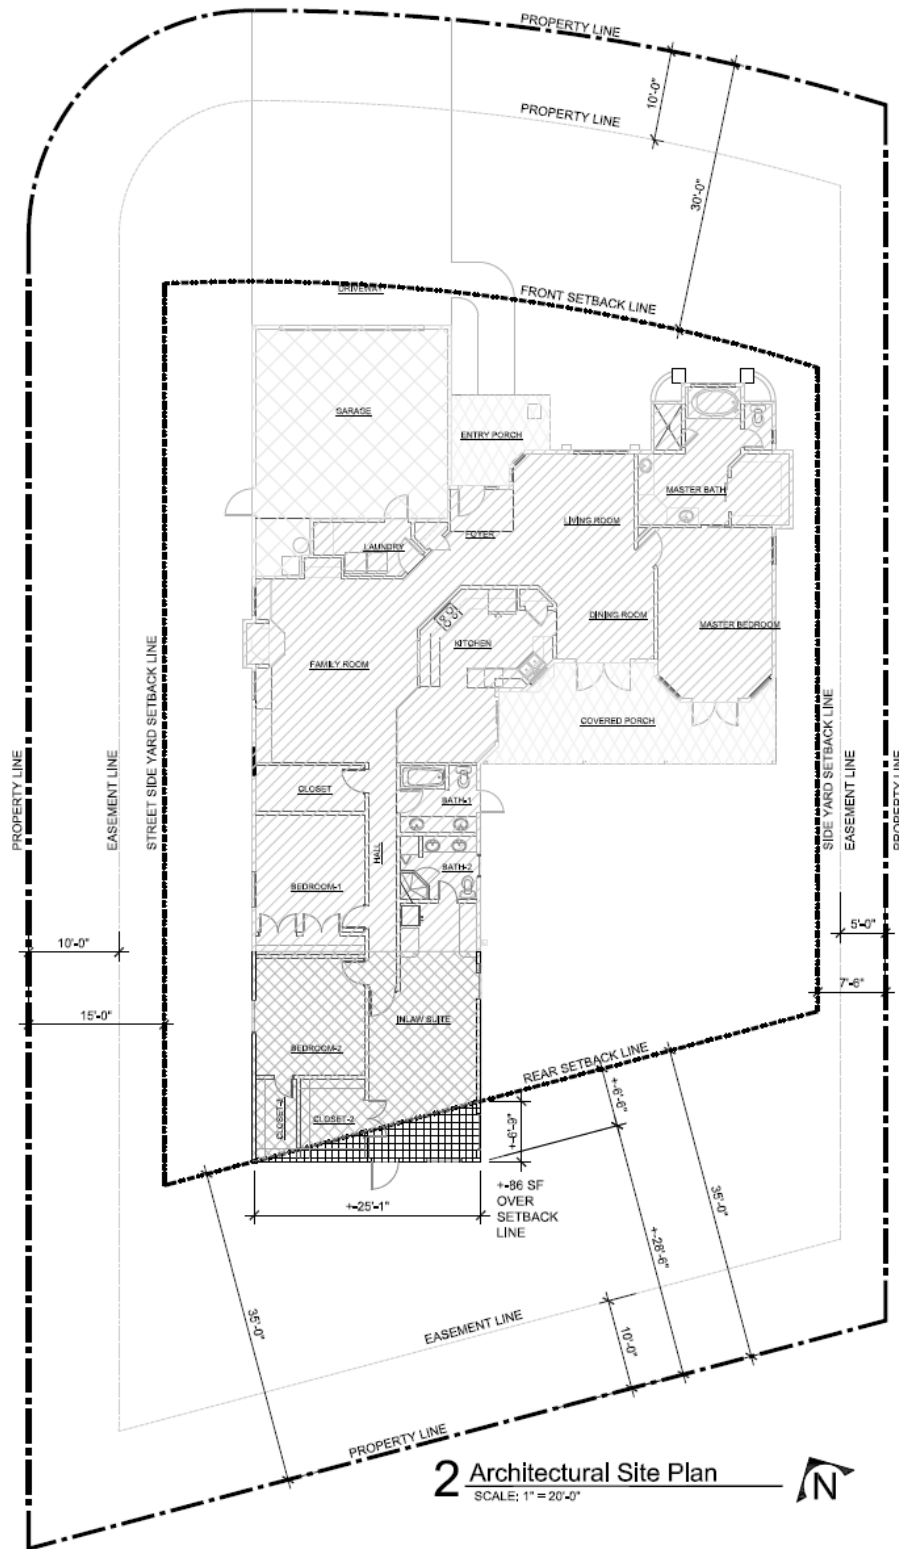 PROPERTY LINE
10'-0"
PROPERTY LINE
30'-0"
DRIVEWAY
FRONT SETBACK LINE
GARAGE
ENTRY PORCH
MASTER BATH
LIVING ROOM
FOYER
LAUNDRY
DINING ROOM
MASTER BEDROOM
KITCHEN
FAMILY ROOM
COVERED PORCH
PROPERTY LINE
EASEMENT LINE
STREET SIDE YARD SETBACK LINE
SIDE YARD SETBACK LINE
EASEMENT LINE
PROPERTY LINE
CLOSET
BATH-1
HALL
BATH-2
BEDROOM-1
5'-0"
10'-0"
7'-6"
15'-0"
INLAW SUITE
BEDROOM-2
REAR SETBACK LINE
+-6'-6"
CLOSET-2
CLOSET-2
+-6'-9"
35'-0"
+-86 SF
OVER
SETBACK
LINE
+-25'-1"
+-28'-6"
35'-0"
EASEMENT LINE
10'-0"
PROPERTY LINE
2 Architectural Site Plan
SCALE: 1" = 20'-0"
N